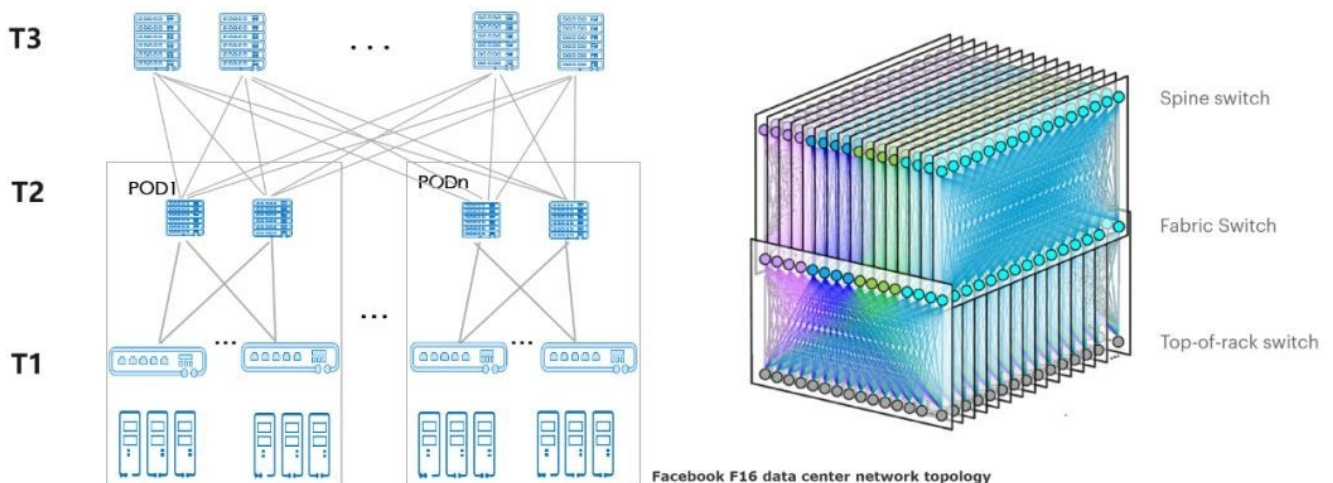 T3
...
T2
POD1
PODn
...
T1
...
...
Spine switch
Fabric Switch
Top-of-rack switch
Facebook F16 data center network topology